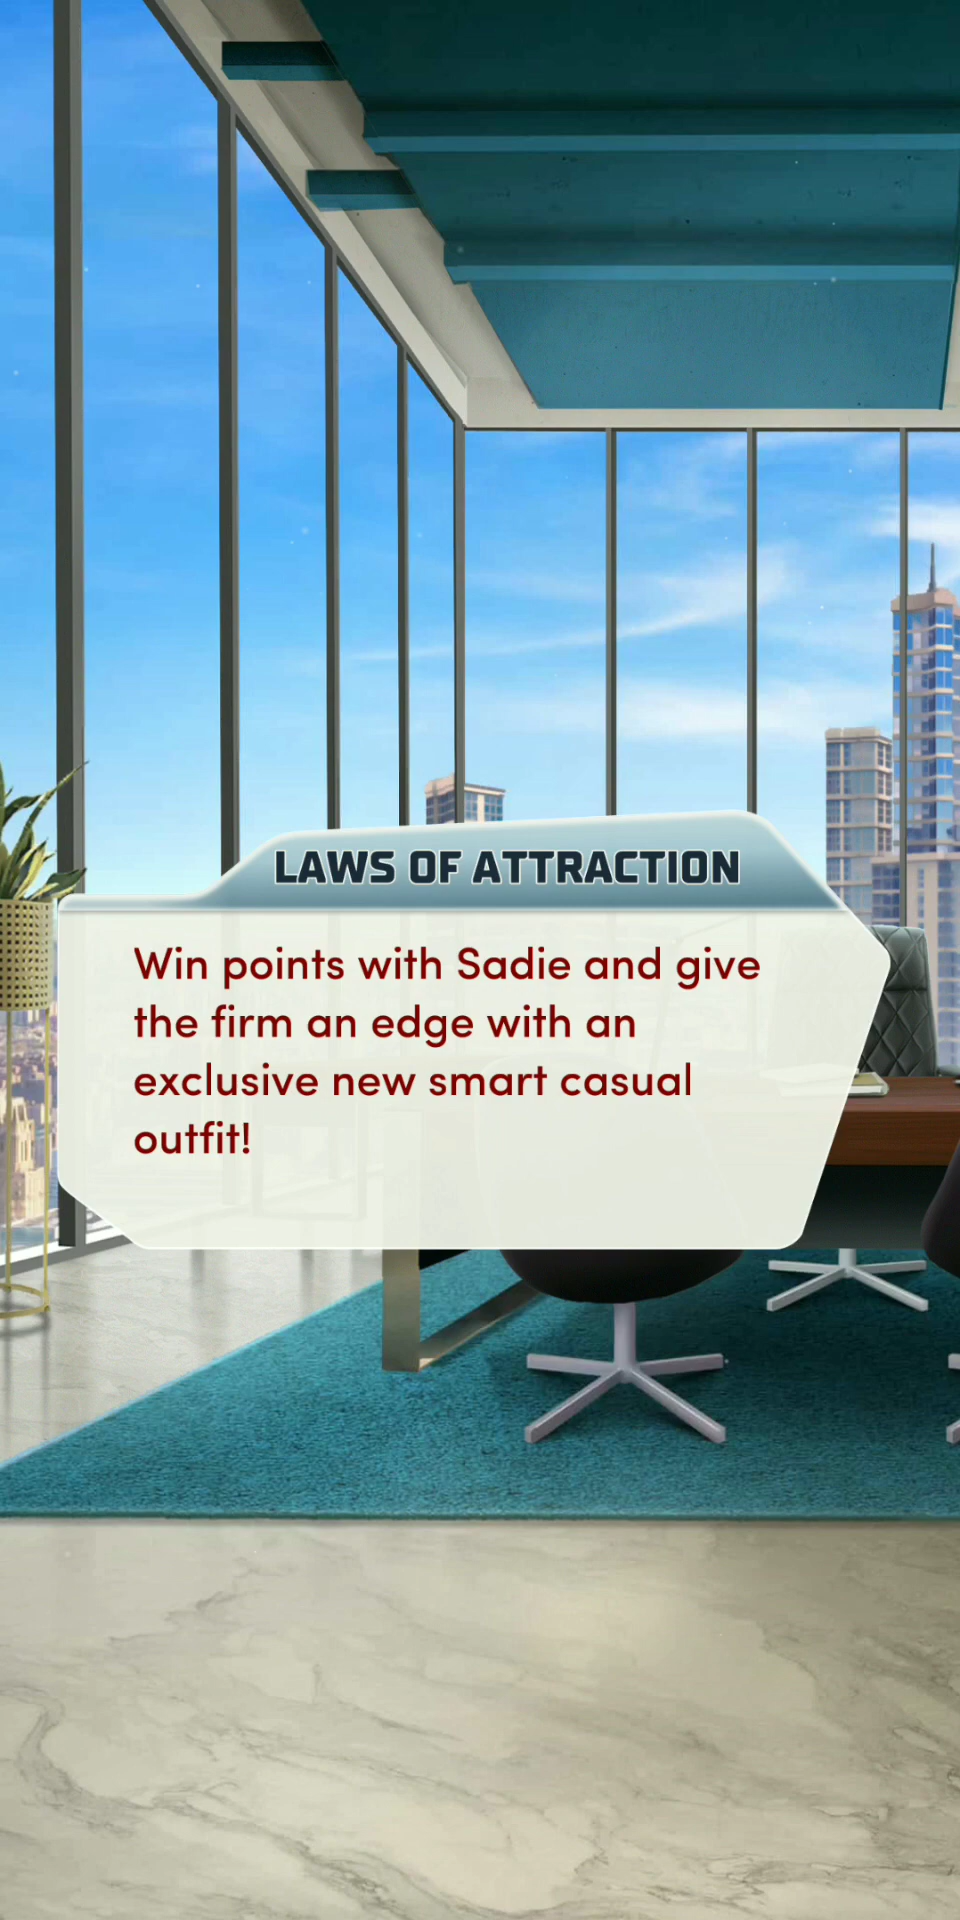 LAWS OF ATTRACTION
Win points with Sadie and give
the firm an edge with an
exclusive new smart casual
outfit!